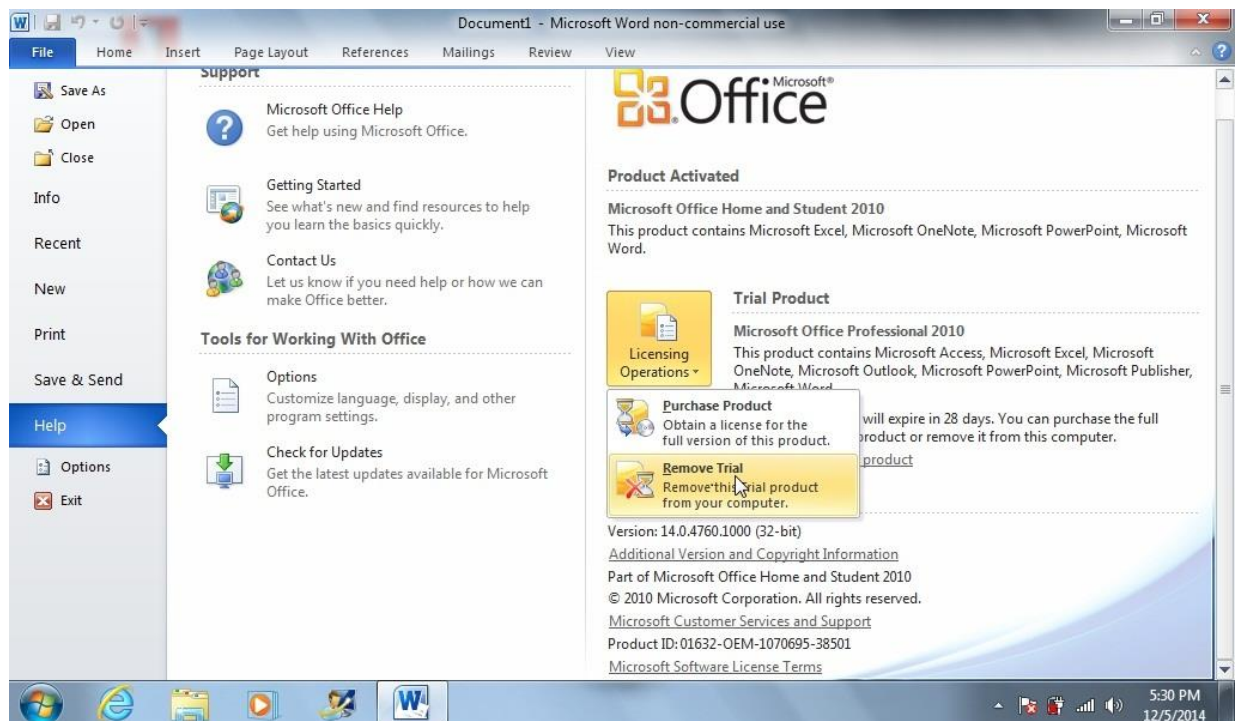 Document1 - Microsoft Word non-commercial use
File Home Insert Page Layout References Mailings Review View
Save As
Open
Close
Info
Recent
New
Print
Save & Send
Help
Options
Exit
Support
Microsoft Office Help
Get help using Microsoft Office.
Getting Started
See what's new and find resources to help
you learn the basics quickly.
Contact Us
Let us know if you need help or how we can
make Office better.
Tools for Working With Office
Options
Customize language, display, and other
program settings.
Check for Updates
Get the latest updates available for Microsoft
Office.
Microsoft®
Office
Product Activated
Microsoft Office Home and Student 2010
This product contains Microsoft Excel, Microsoft OneNote, Microsoft PowerPoint, Microsoft
Word.
Licensing
Operations
Trial Product
Microsoft Office Professional 2010
This product contains Microsoft Access, Microsoft Excel, Microsoft
OneNote, Microsoft Outlook, Microsoft PowerPoint, Microsoft Publisher,
Microsoft Word
will expire in 28 days. You can purchase the full
product or remove it from this computer.
product
Purchase Product
Obtain a license for the
full version of this product.
Remove Trial
Remove this trial product
from your computer.
Version: 14.0.4760.1000 (32-bit)
Additional Version and Copyright Information
Part of Microsoft Office Home and Student 2010
© 2010 Microsoft Corporation. All rights reserved.
Microsoft Customer Services and Support
Product ID: 01632-OEM-1070695-38501
Microsoft Software License Terms
5:30 PM
12/5/2014